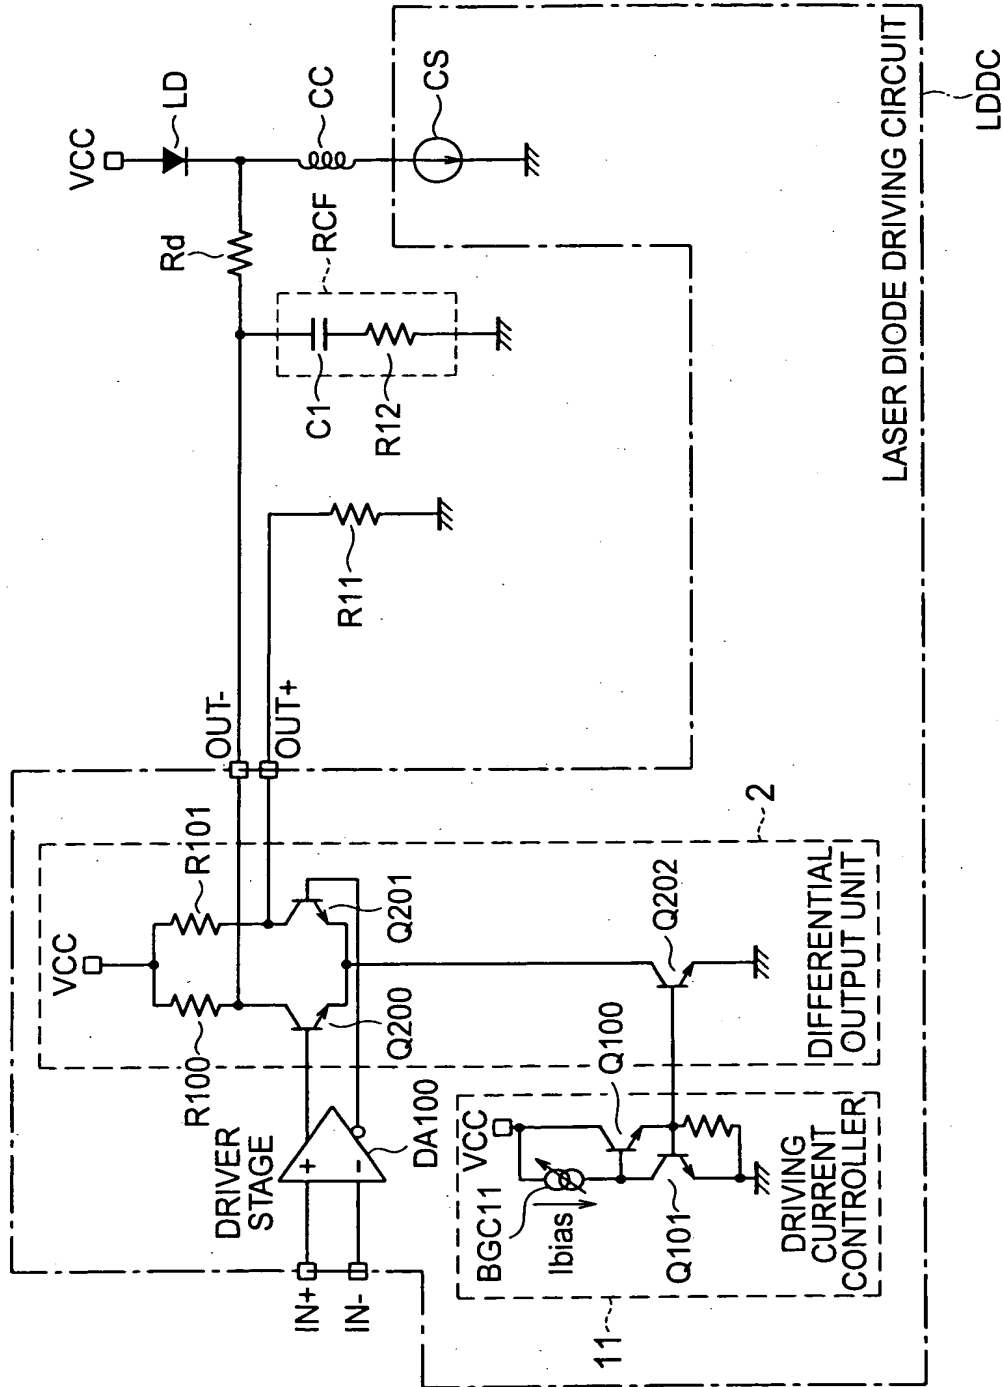 VCC
LD
CC
CS
Rd
RCF
C1
R12
R11
OUT-
OUT+
LASER DIODE DRIVING CIRCUIT
LDDC
VCC
R101
R100
Q201
Q200
2
Q202
DIFFERENTIAL
OUTPUT UNIT
DRIVER
STAGE
+
-
DA100
IN+
IN-
VCC
Q100
BGC11
Ibias
Q101
DRIVING
CURRENT
CONTROLLER
11